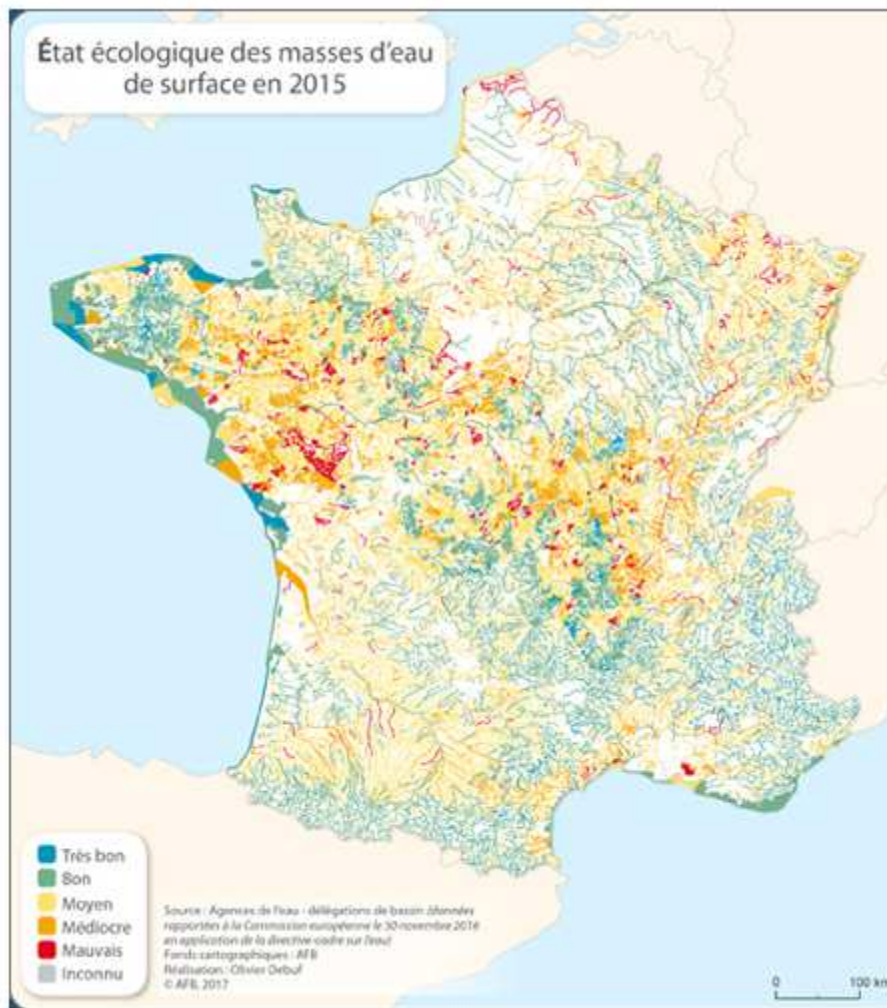 État écologique des masses d'eau
de surface en 2015
Très bon
Bon
Moyen
Médiocre
Mauvais
Inconnu
Source : Agences de l'eau - délégations de bassin (données
rapportées à la Commission européenne le 30 novembre 2016
en application de la directive-cadre sur l'eau)
Fonds cartographiques : AFB
Réalisation : Olivier Debuf
© AFB, 2017
0 100 km